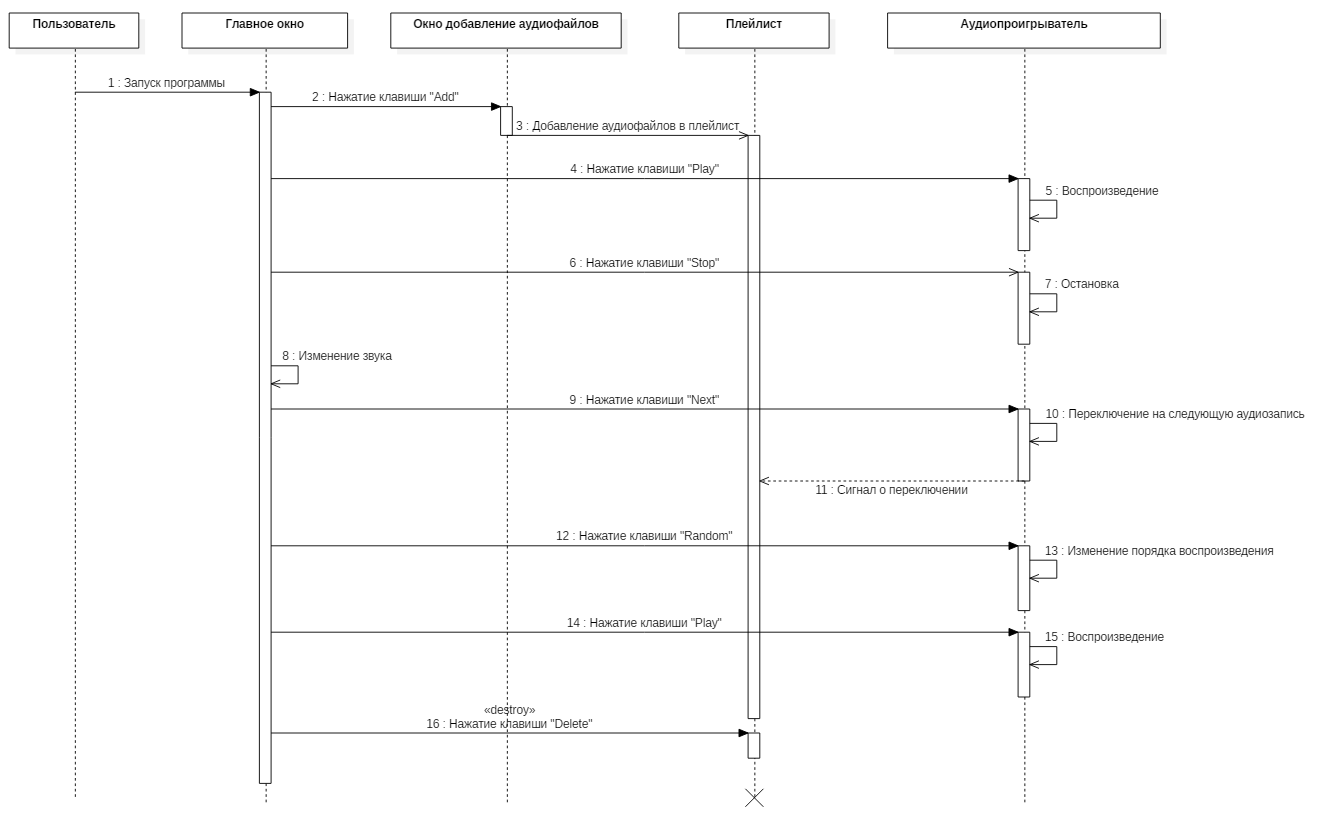 Пользователь
Главное окно
Окно добавление аудиофайлов
Плейлист
Аудиопроигрыватель
1 : Запуск программы
2 : Нажатие клавиши "Add"
3 : Добавление аудиофайлов в плейлист
4 : Нажатие клавиши "Play"
5 : Воспроизведение
6 : Нажатие клавиши "Stop"
7 : Остановка
8 : Изменение звука
9 : Нажатие клавиши "Next"
10 : Переключение на следующую аудиозапись
11 : Сигнал о переключении
12 : Нажатие клавиши "Random"
13 : Изменение порядка воспроизведения
14 : Нажатие клавиши "Play"
15 : Воспроизведение
«destroy»
16 : Нажатие клавиши "Delete"